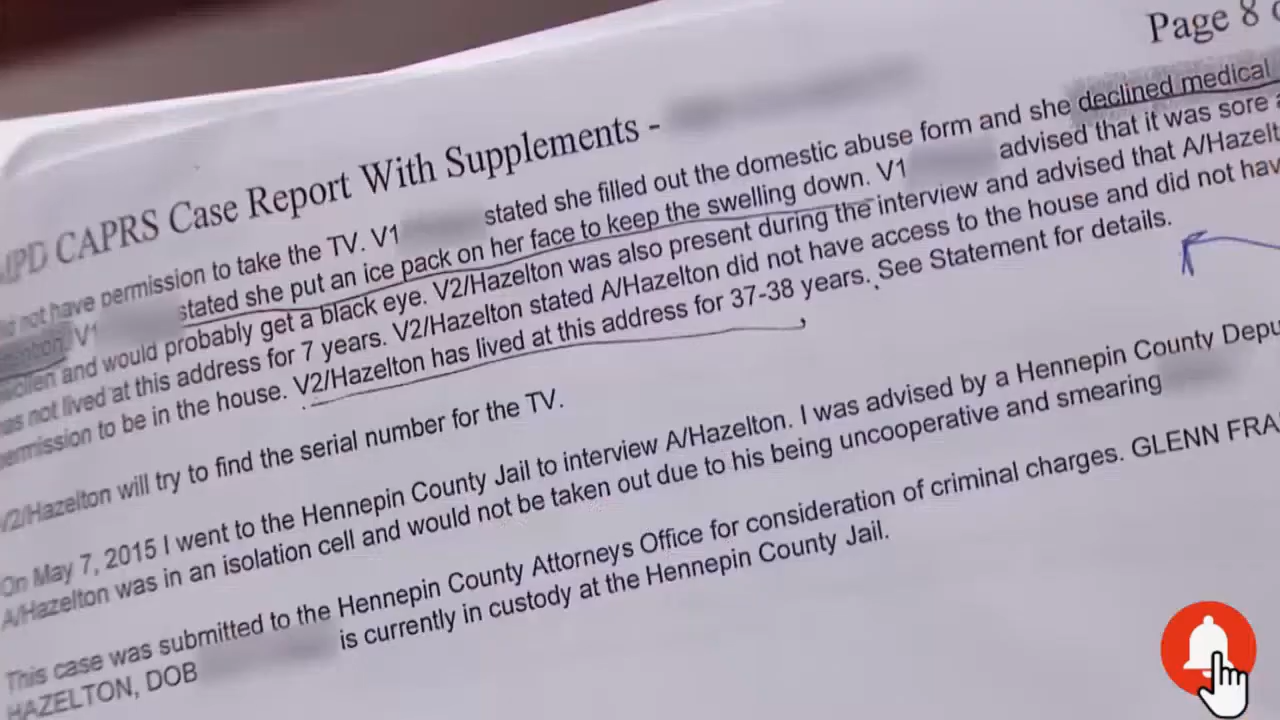 Page 8
MPD CAPRS Case Report With Supplements -
not have permission to take the TV. V1 stated she filled out the domestic abuse form and she declined medical
V1 stated she put an ice pack on her face to keep the swelling down. V1 advised that it was sore
and would probably get a black eye. V2/Hazelton was also present during the interview and advised that A/Hazelt
not lived at this address for 7 years. V2/Hazelton stated A/Hazelton did not have access to the house and did not hav
permission to be in the house. V2/Hazelton has lived at this address for 37-38 years. See Statement for details.
V2/Hazelton will try to find the serial number for the TV.
On May 7, 2015 I went to the Hennepin County Jail to interview A/Hazelton. I was advised by a Hennepin County Depu
A/Hazelton was in an isolation cell and would not be taken out due to his being uncooperative and smearing
This case was submitted to the Hennepin County Attorneys Office for consideration of criminal charges. GLENN FRA
HAZELTON, DOB is currently in custody at the Hennepin County Jail.